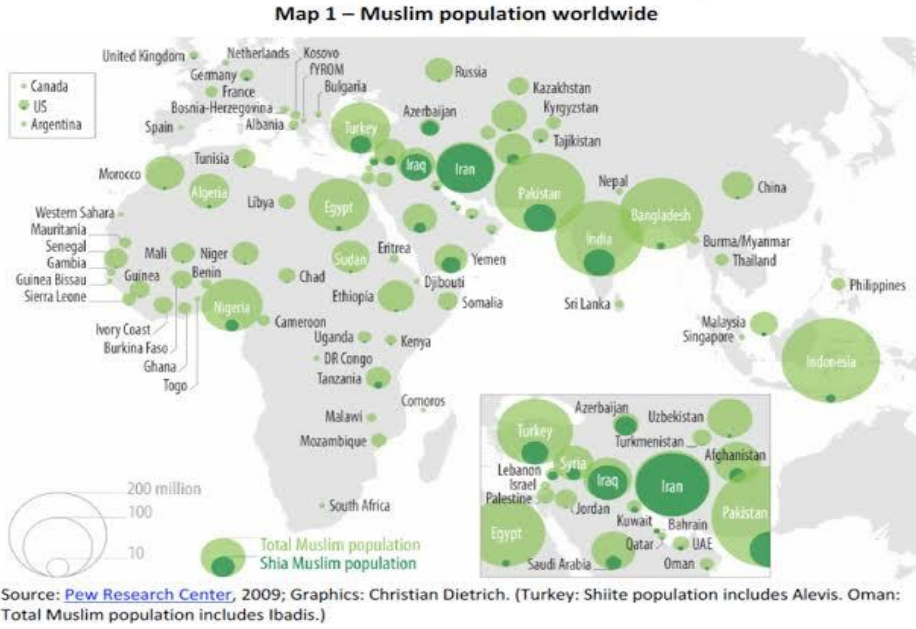 Map 1 – Muslim population worldwide
United Kingdom
Netherlands
Kosovo
Germany
fYROM
France
Bulgaria
Bosnia-Herzegovina
Spain
Albania
Canada
US
Argentina
Russia
Kazakhstan
Azerbaijan
Kyrgyzstan
Turkey
Tajikistan
Tunisia
Morocco
Algeria
Libya
Egypt
Iraq
Iran
Pakistan
Nepal
China
India
Bangladesh
Western Sahara
Mauritania
Senegal
Gambia
Guinea Bissau
Sierra Leone
Mali
Niger
Guinea
Benin
Nigeria
Chad
Sudan
Eritrea
Yemen
Djibouti
Ethiopia
Somalia
Burma/Myanmar
Thailand
Sri Lanka
Philippines
Malaysia
Singapore
Indonesia
Ivory Coast
Burkina Faso
Ghana
Togo
Cameroon
Uganda
Kenya
DR Congo
Tanzania
Comoros
Malawi
Mozambique
South Africa
Azerbaijan
Uzbekistan
Turkey
Turkmenistan
Afghanistan
Lebanon
Syria
Israel
Iraq
Iran
Palestine
Jordan
Kuwait
Bahrain
Pakistan
Egypt
Qatar
UAE
Saudi Arabia
Oman
200 million
100
10
Total Muslim population
Shia Muslim population
Source: Pew Research Center, 2009; Graphics: Christian Dietrich. (Turkey: Shiite population includes Alevis. Oman:
Total Muslim population includes Ibadis.)